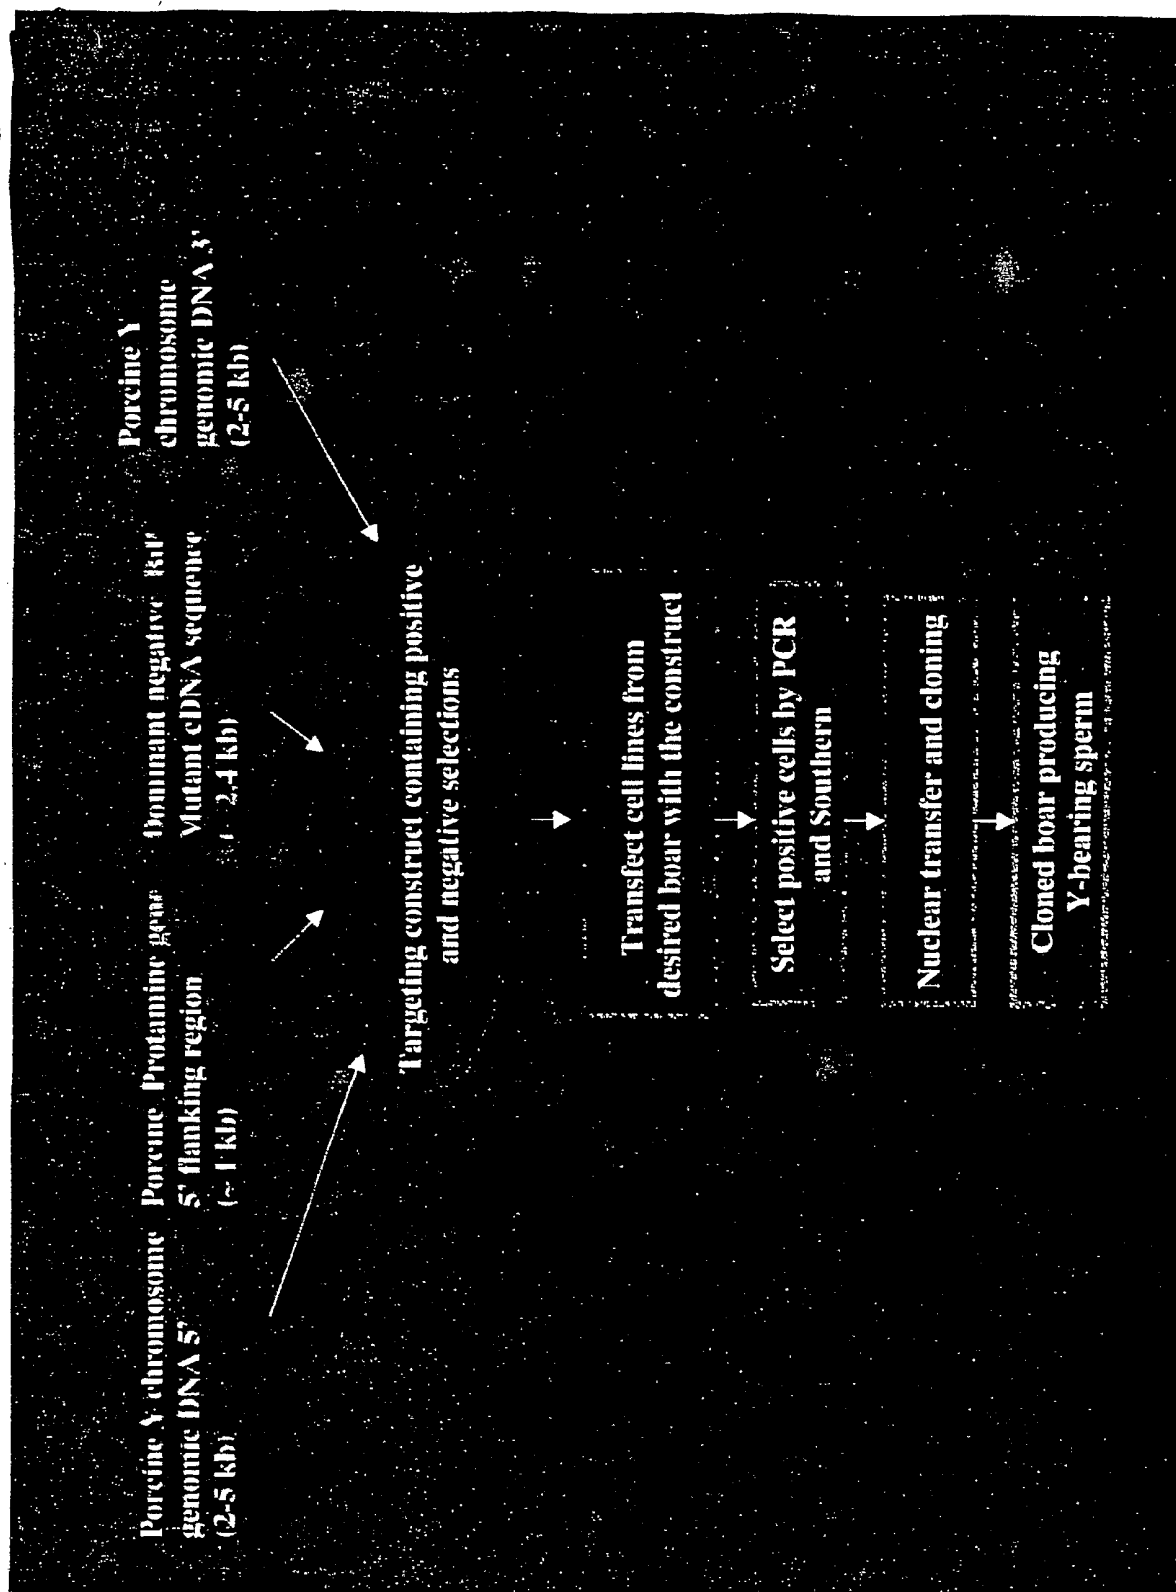 Porcine Y chromosome
genomic DNA 5'
(2-5 kb)
Porcine Protamine gene
5' flanking region
(~ 1 kb)
Dominant negative
Mutant cDNA sequence
2.4 kb)
Porcine Y
chromosome
genomic DNA 3'
(2-5 kb)
Targeting construct containing positive
and negative selections
Transfect cell lines from
desired boar with the construct
Select positive cells by PCR
and Southern
Nuclear transfer and cloning
Cloned boar producing
Y-bearing sperm